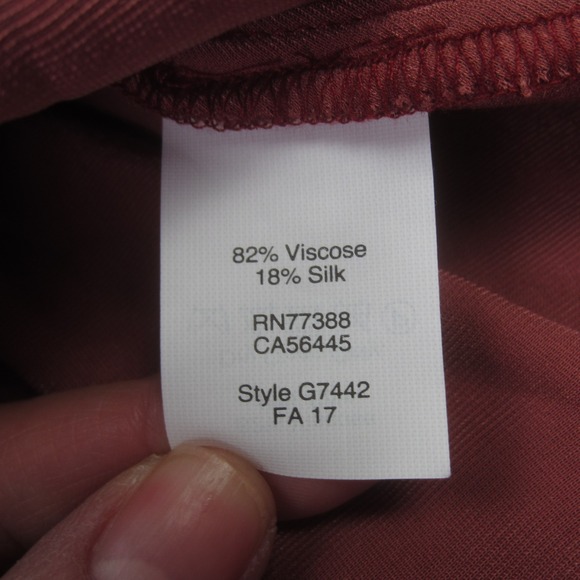 82% Viscose
18% Silk
RN77388
CA56445
Style G7442
FA 17